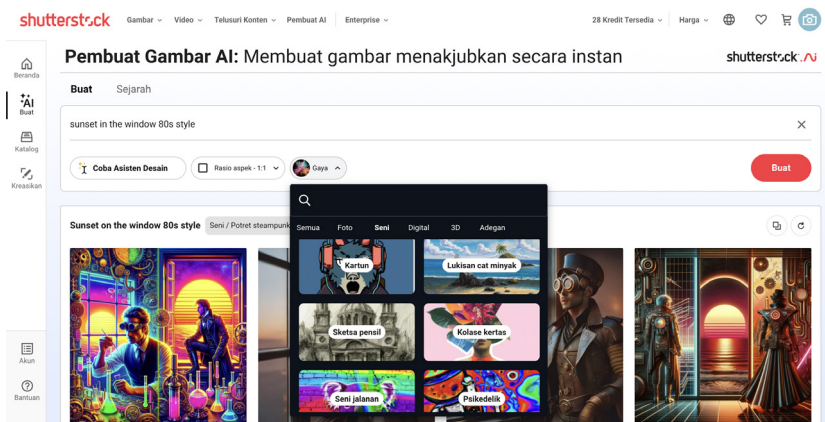 shutterstock
Gambar Video Telusuri Konten Pembuat AI Enterprise 28 Kredit Tersedia Harga
Pembuat Gambar AI: Membuat gambar menakjubkan secara instan
shutterstock.AI
Beranda
AI
Buat
Katalog
Kreasikan
Akun
Bantuan
Buat Sejarah
sunset in the window 80s style
Coba Asisten Desain Rasio aspek - 1:1 Gaya Buat
Sunset on the window 80s style Seni / Potret steampunk
Semua Foto Seni Digital 3D Adegan
Kartun Lukisan cat minyak
Sketsa pensil Kolase kertas
Seni jalanan Psikedelik